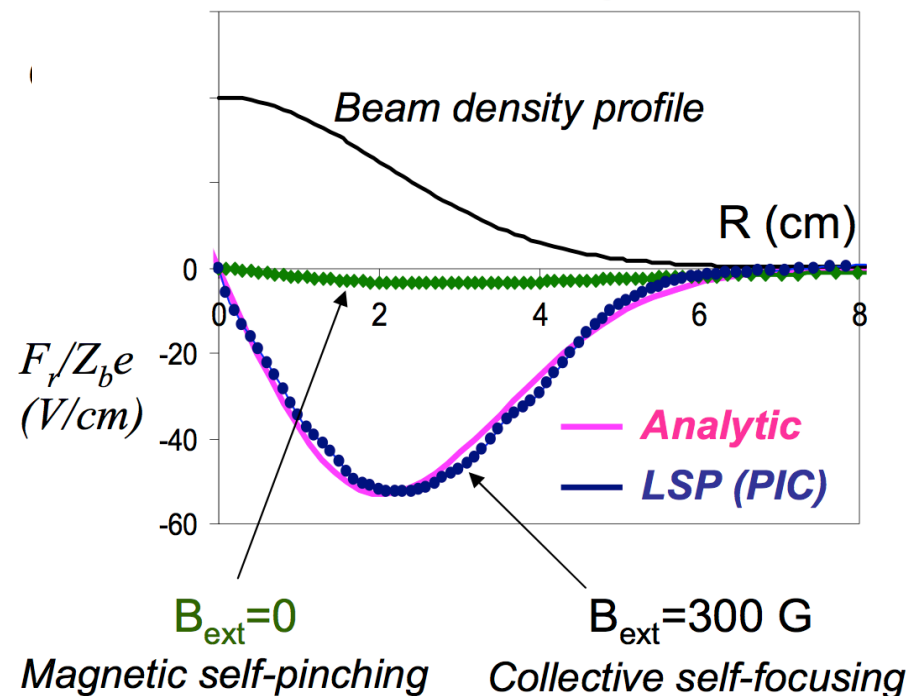 Beam density profile
R (cm)
0
0 2 4 6 8
-20
-40
-60
F_r/Z_be
(V/cm)
Analytic
LSP (PIC)
B_ext=0
B_ext=300 G
Magnetic self-pinching
Collective self-focusing